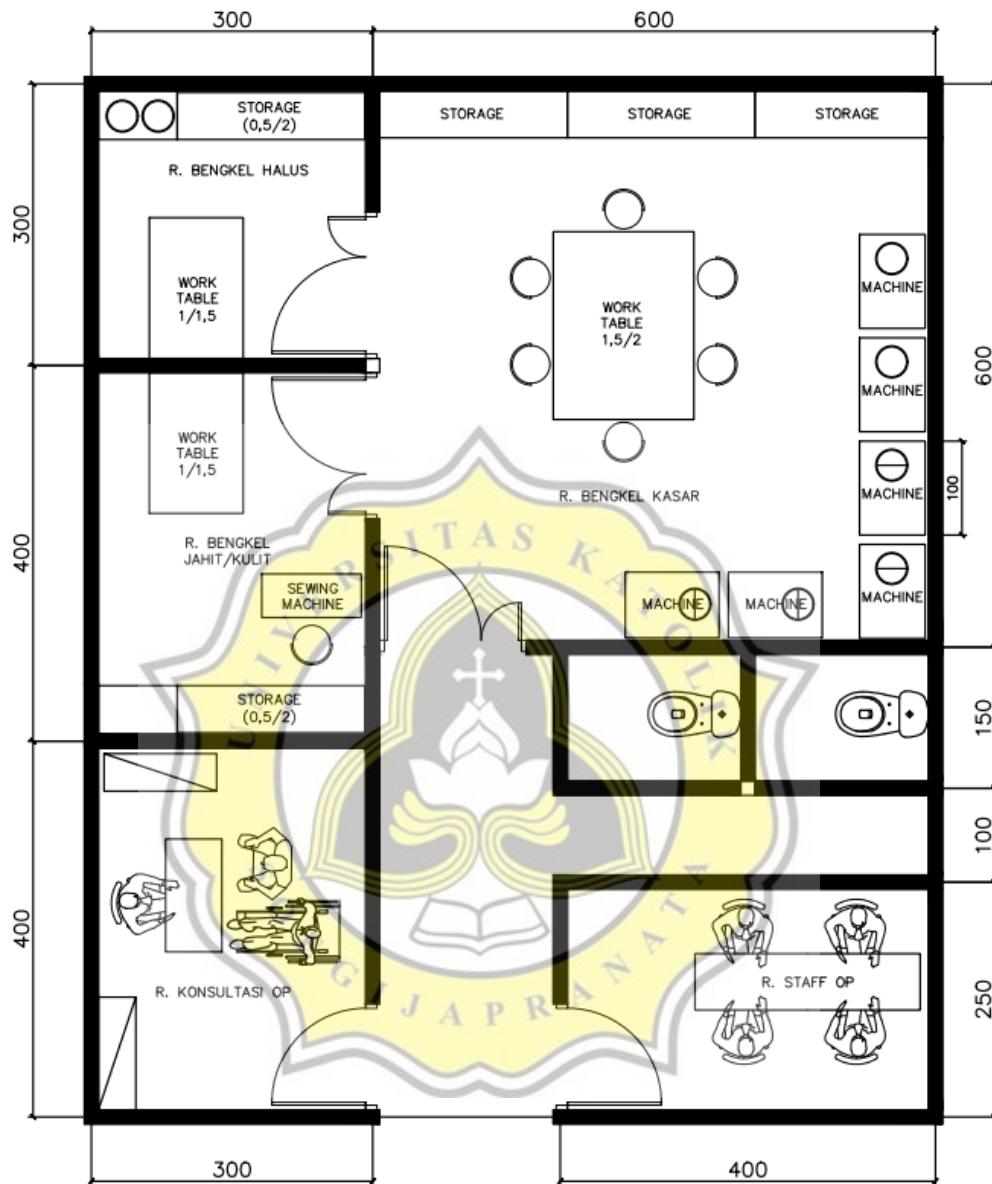 300
600
STORAGE
(0,5/2)
STORAGE
STORAGE
STORAGE
R. BENGKEL HALUS
300
WORK
TABLE
1/1,5
WORK
TABLE
1,5/2
MACHINE
MACHINE
MACHINE
MACHINE
600
100
WORK
TABLE
1/1,5
R. BENGKEL KASAR
400
R. BENGKEL
JAHIT/KULIT
SEWING
MACHINE
MACHINE
MACHINE
STORAGE
(0,5/2)
150
100
400
R. KONSULTASI OP
R. STAFF OP
250
300
400
UNIVERSITAS KATOLIK
GIJAPRANATA